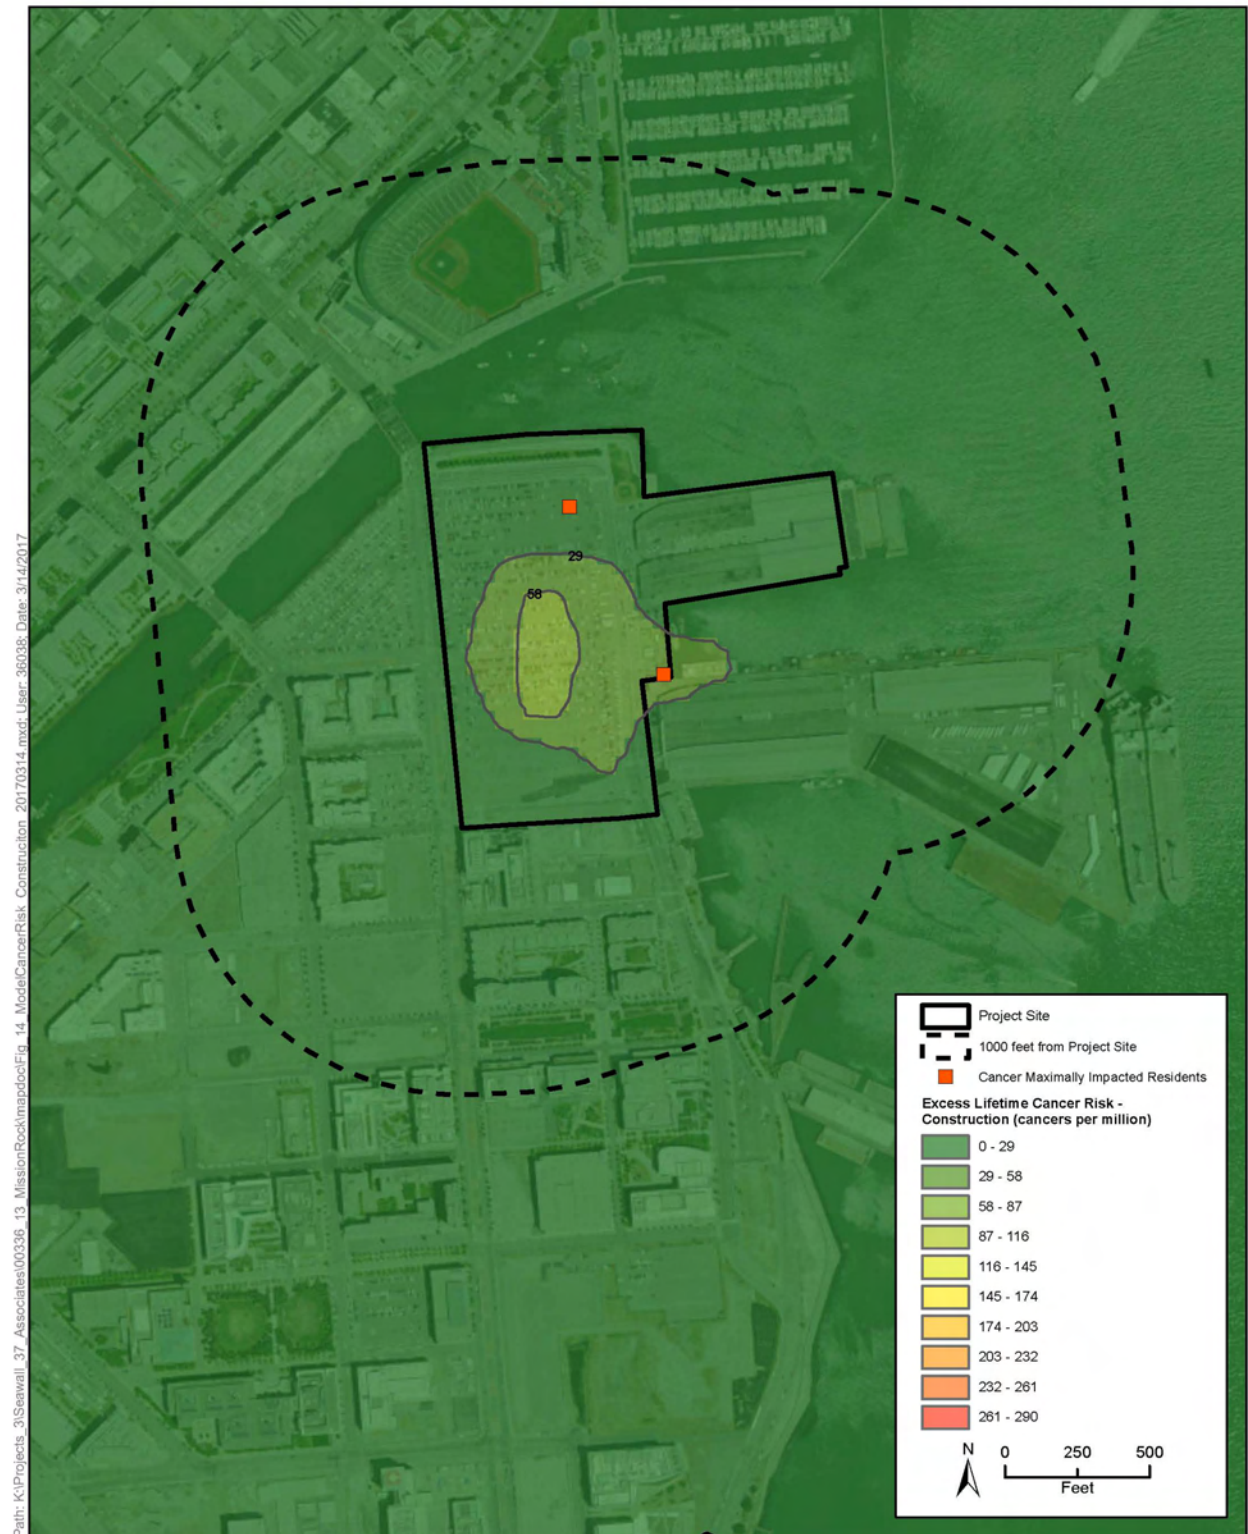 Path: K:\Projects_3\Seawall_37_Associates\00336_13_MissionRock\mapdoc\Fig_14_ModelCancerRisk_Construciton_20170314.mxd; User: 36038; Date: 3/14/2017
29
58
Project Site
1000 feet from Project Site
Cancer Maximally Impacted Residents
Excess Lifetime Cancer Risk -
Construction (cancers per million)
0 - 29
29 - 58
58 - 87
87 - 116
116 - 145
145 - 174
174 - 203
203 - 232
232 - 261
261 - 290
N
0 250 500
Feet